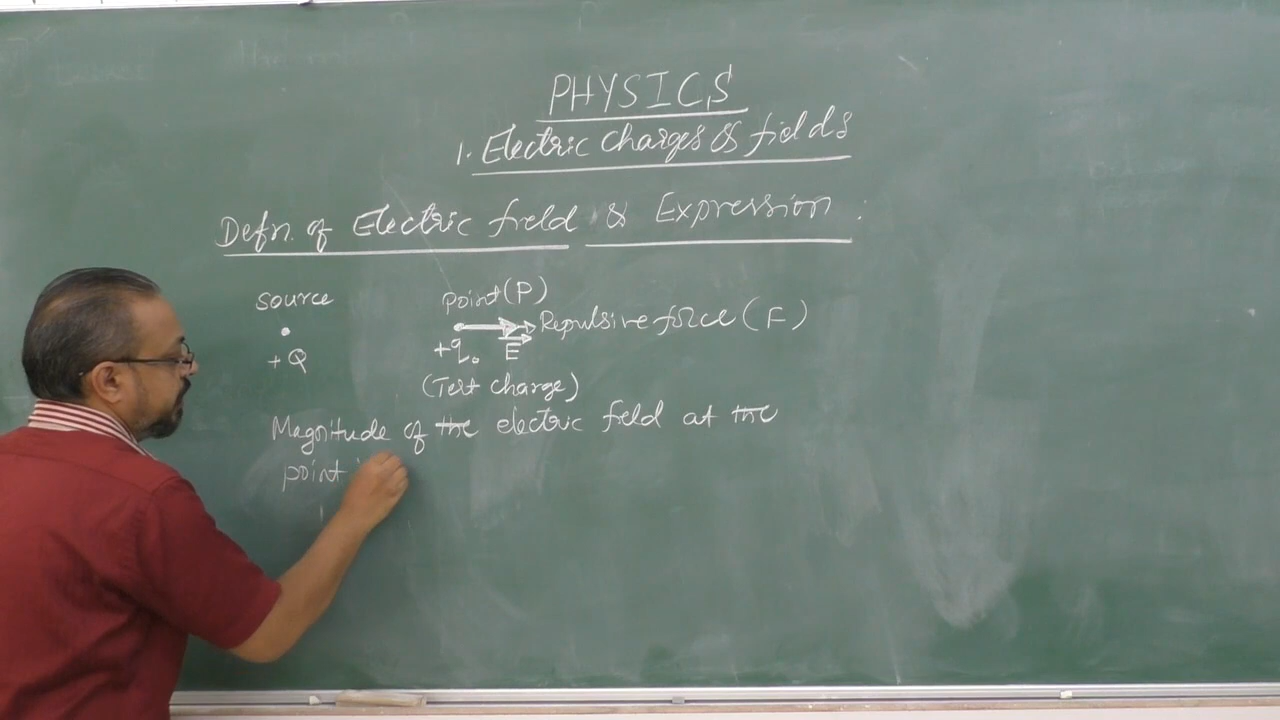 PHYSICS
1. Electric charges & fields
Defn. of Electric field & Expression :
source
point (P)
Repulsive force (F)
+Q
+q₀
E
(Test charge)
Magnitude of the electric field at the
point